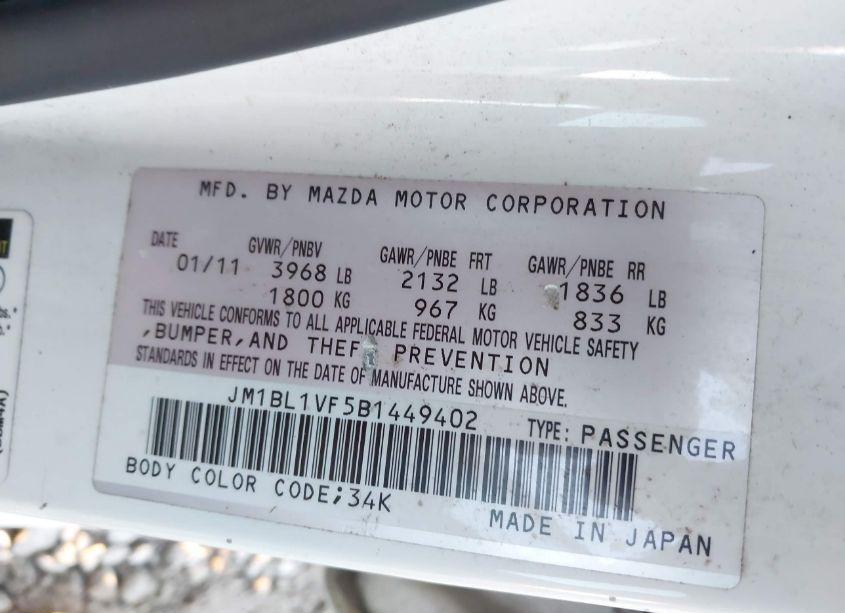 MFD. BY MAZDA MOTOR CORPORATION
DATE GVWR/PNBV GAWR/PNBE FRT GAWR/PNBE RR
01/11 3968 LB 2132 LB 1836 LB
1800 KG 967 KG 833 KG
THIS VEHICLE CONFORMS TO ALL APPLICABLE FEDERAL MOTOR VEHICLE SAFETY
,BUMPER,AND THEFT PREVENTION
STANDARDS IN EFFECT ON THE DATE OF MANUFACTURE SHOWN ABOVE.
JM1BL1VF5B1449402 TYPE: PASSENGER
BODY COLOR CODE;34K
MADE IN JAPAN